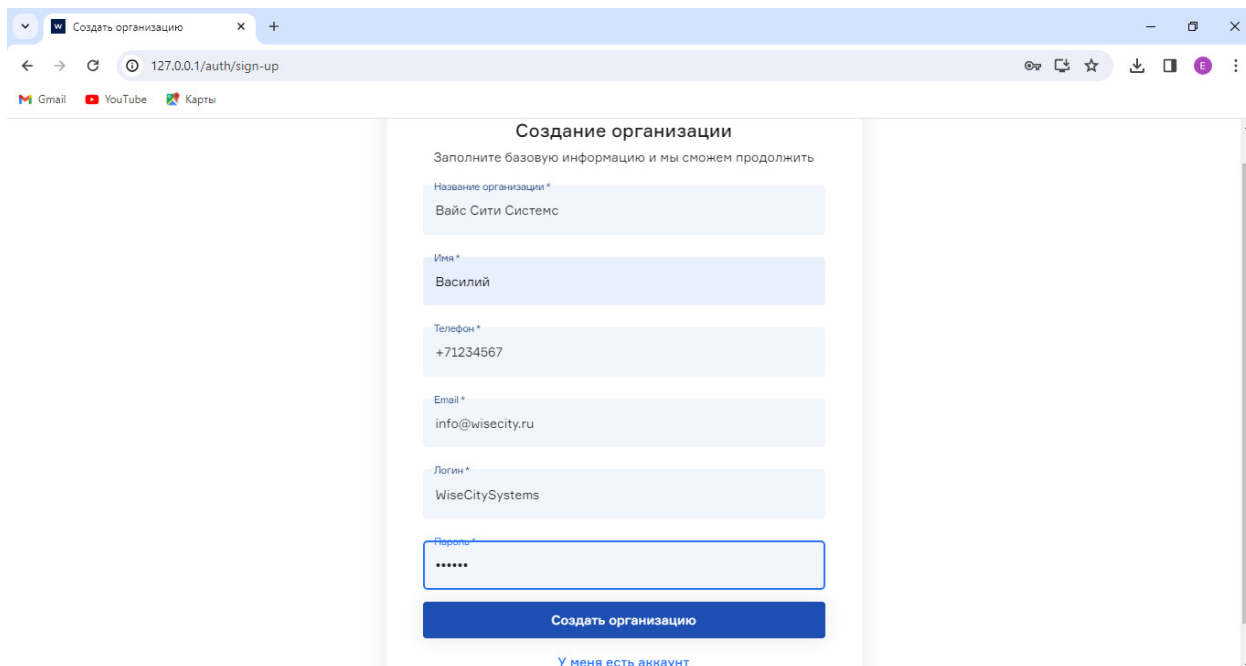 W Создать организацию
127.0.0.1/auth/sign-up
E
Gmail YouTube Карты
Создание организации
Заполните базовую информацию и мы сможем продолжить
Название организации *
Вайс Сити Системс
Имя *
Василий
Телефон *
+71234567
Email *
info@wisecity.ru
Логин *
WiseCitySystems
Пароль *
••••••
Создать организацию
У меня есть аккаунт